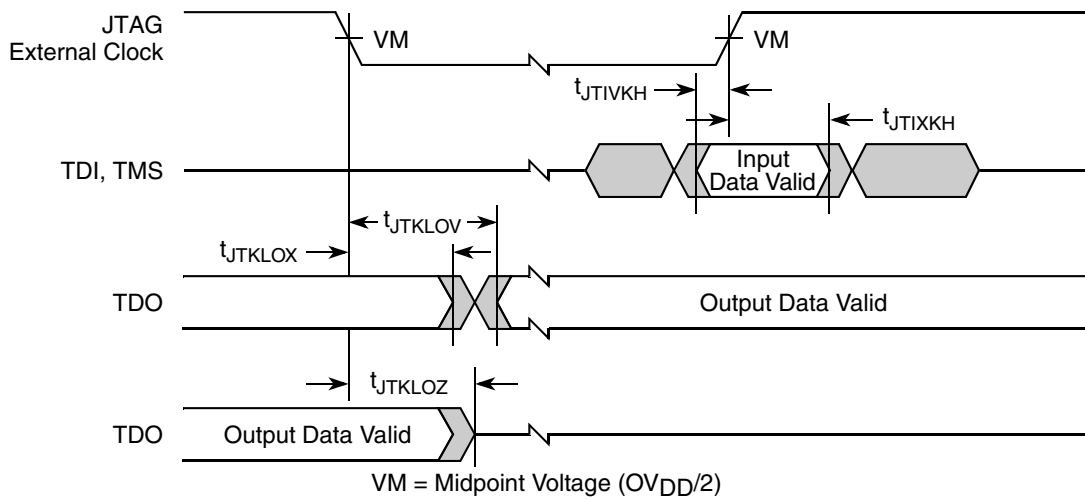 JTAG
External Clock
VM
VM
tJTIVKH
tJTIXKH
TDI, TMS
Input
Data Valid
tJTKLOV
tJTKLOX
TDO
Output Data Valid
tJTKLOZ
TDO
Output Data Valid
VM = Midpoint Voltage (OVDD/2)